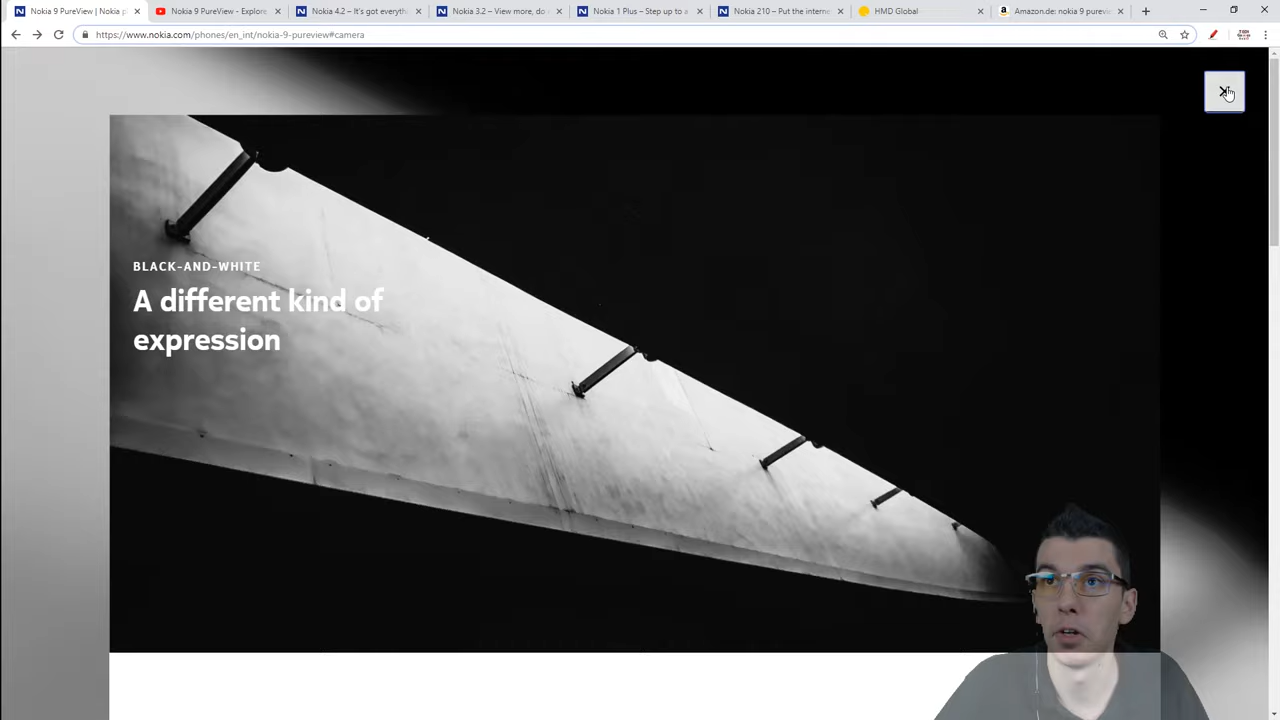 Nokia 9 PureView | Nokia p
Nokia 9 PureView - Explore
Nokia 4.2 – It's got everyth
Nokia 3.2 – View more, do
Nokia 1 Plus – Step up to a
Nokia 210 – Put the intern
HMD Global
Amazon.de: nokia 9 purevi
https://www.nokia.com/phones/en_int/nokia-9-pureview#camera
BLACK-AND-WHITE
A different kind of
expression